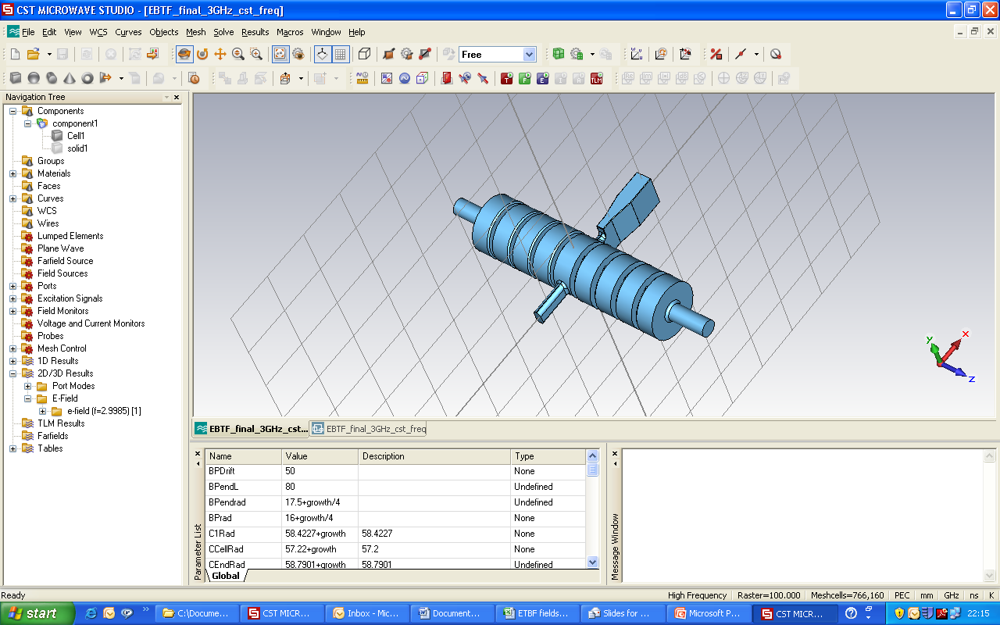 CST MICROWAVE STUDIO - [EBTF_final_3GHz_cst_freq]
File Edit View WCS Curves Objects Mesh Solve Results Macros Window Help
Free
Navigation Tree
Components
component1
Cell1
solid1
Groups
Materials
Faces
Curves
WCS
Wires
Lumped Elements
Plane Wave
Farfield Source
Field Sources
Ports
Excitation Signals
Field Monitors
Voltage and Current Monitors
Probes
Mesh Control
1D Results
2D/3D Results
Port Modes
E-Field
e-field (f=2.9985) [1]
TLM Results
Farfields
Tables
y
x
z
EBTF_final_3GHz_cst... EBTF_final_3GHz_cst_freq
Name Value Description Type
BPDrift 50 None
BPendL 80 Undefined
BPendrad 17.5+growth/4 Undefined
BPrad 16+growth/4 None
C1Rad 58.4227+growth 58.4227 None
CCellRad 57.22+growth 57.2 None
CEndRad 58.7901+growth 58.7901 Undefined
Global
Parameter List
Message Window
Ready High Frequency Raster=100.000 Meshcells=766,160 PEC mm GHz ns K
start C:\Docume... CST MICR... Inbox - Mic... Document... ETBF fields... Slides for ... Microsoft P... CST MICR... 22:15